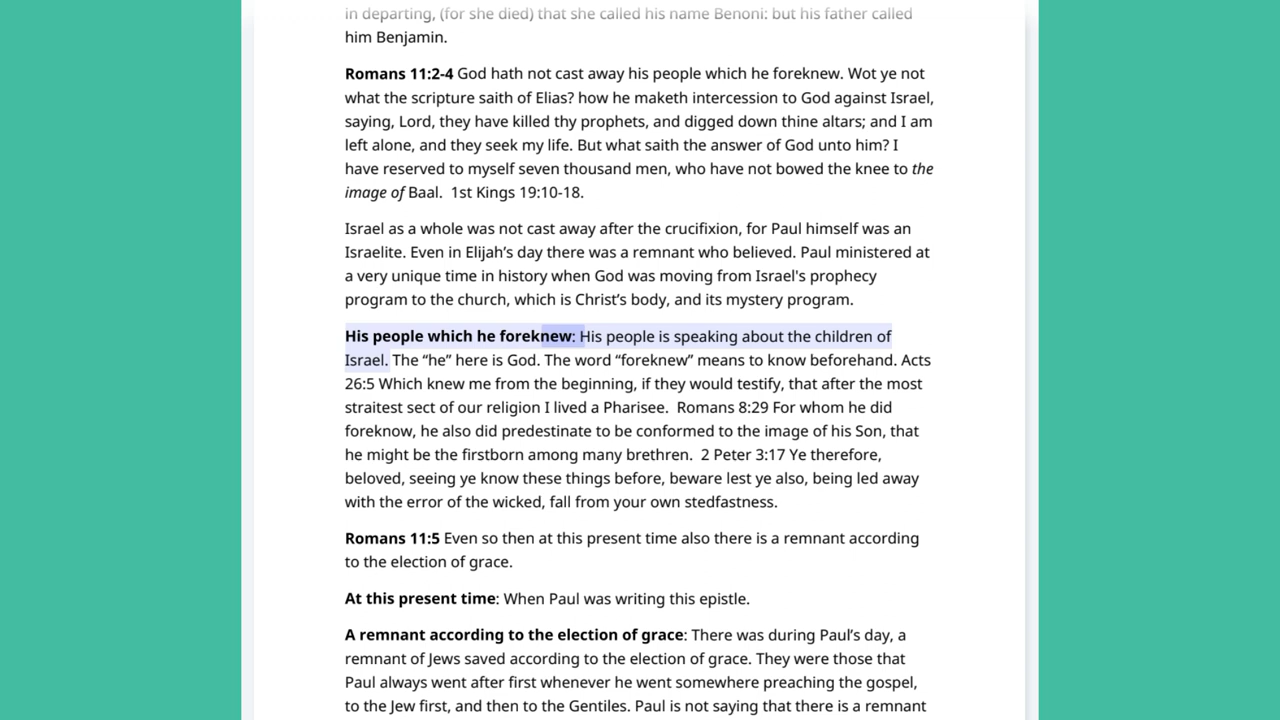 in departing, (for she died) that she called his name Benoni: but his father called
him Benjamin.
Romans 11:2-4 God hath not cast away his people which he foreknew. Wot ye not
what the scripture saith of Elias? how he maketh intercession to God against Israel,
saying, Lord, they have killed thy prophets, and digged down thine altars; and I am
left alone, and they seek my life. But what saith the answer of God unto him? I
have reserved to myself seven thousand men, who have not bowed the knee to the
image of Baal.  1st Kings 19:10-18.
Israel as a whole was not cast away after the crucifixion, for Paul himself was an
Israelite. Even in Elijah’s day there was a remnant who believed. Paul ministered at
a very unique time in history when God was moving from Israel's prophecy
program to the church, which is Christ’s body, and its mystery program.
His people which he foreknew: His people is speaking about the children of
Israel. The “he” here is God. The word “foreknew” means to know beforehand. Acts
26:5 Which knew me from the beginning, if they would testify, that after the most
straitest sect of our religion I lived a Pharisee.  Romans 8:29 For whom he did
foreknow, he also did predestinate to be conformed to the image of his Son, that
he might be the firstborn among many brethren.  2 Peter 3:17 Ye therefore,
beloved, seeing ye know these things before, beware lest ye also, being led away
with the error of the wicked, fall from your own stedfastness.
Romans 11:5 Even so then at this present time also there is a remnant according
to the election of grace.
At this present time: When Paul was writing this epistle.
A remnant according to the election of grace: There was during Paul’s day, a
remnant of Jews saved according to the election of grace. They were those that
Paul always went after first whenever he went somewhere preaching the gospel,
to the Jew first, and then to the Gentiles. Paul is not saying that there is a remnant